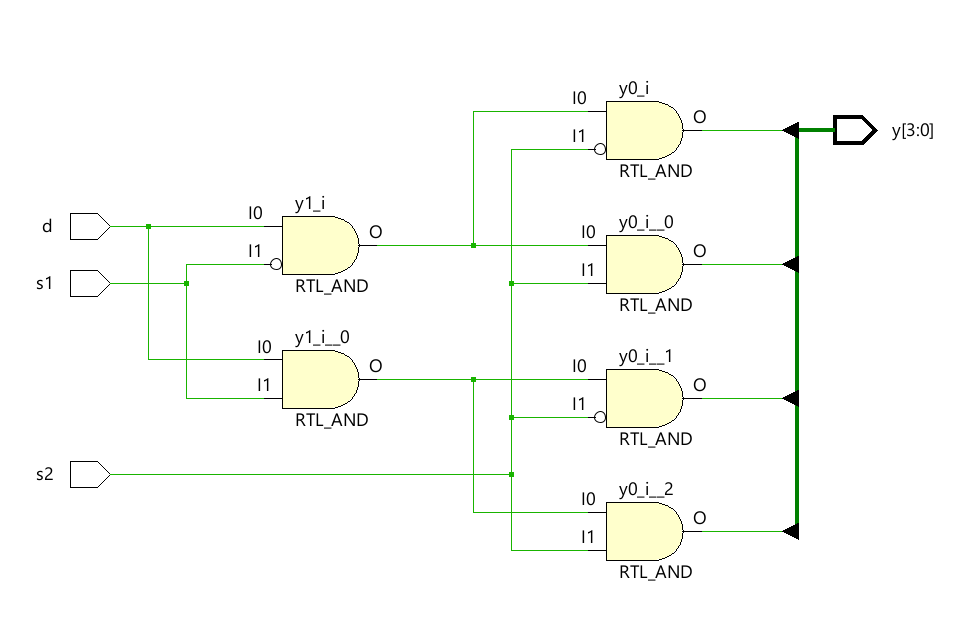 y0_i
I0
O
I1
RTL_AND
y[3:0]
y1_i
d
I0
O
I1
s1
RTL_AND
y0_i__0
I0
O
I1
RTL_AND
y1_i__0
I0
O
I1
RTL_AND
y0_i__1
I0
O
I1
RTL_AND
s2
y0_i__2
I0
O
I1
RTL_AND